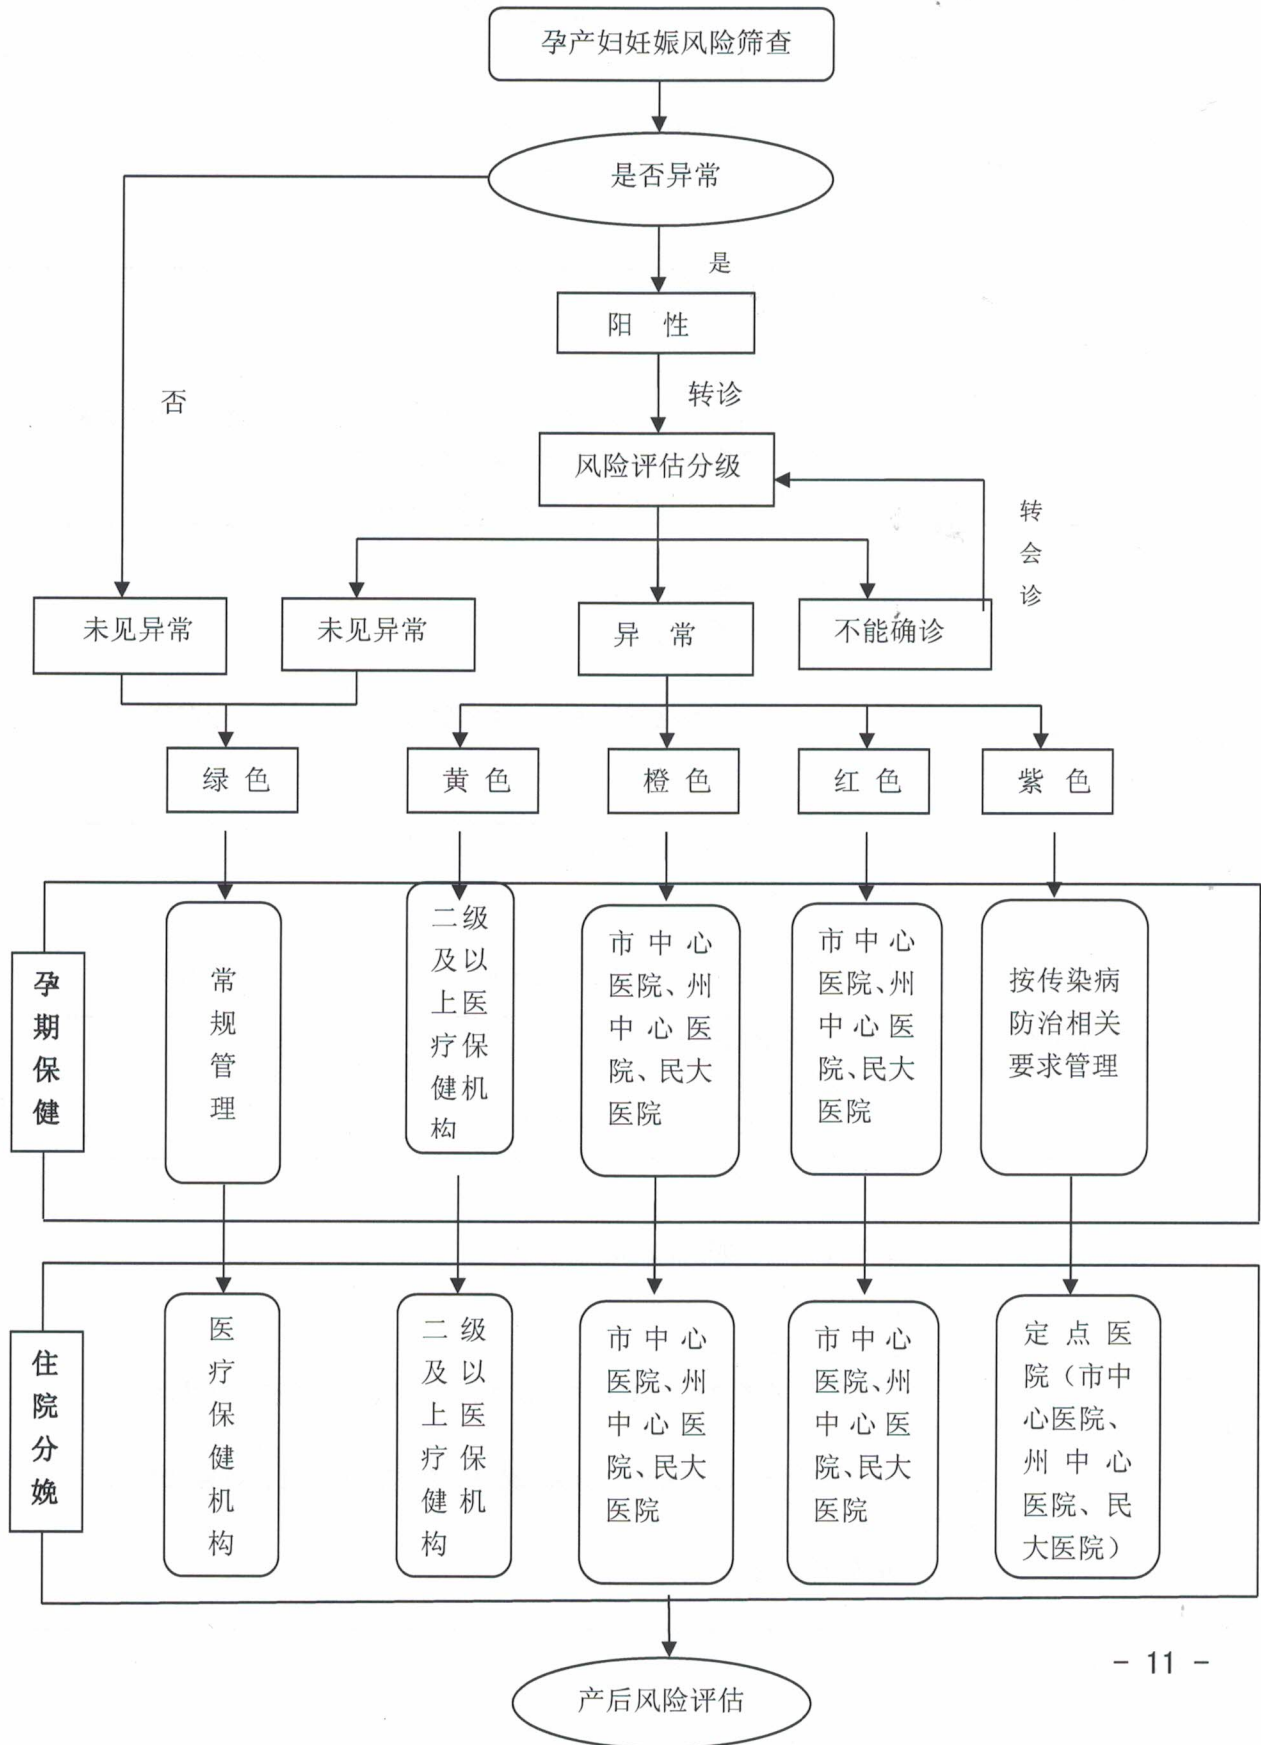 孕产妇妊娠风险筛查
是否异常
是
阳 性
否
转诊
风险评估分级
转
会
诊
未见异常
未见异常
异 常
不能确诊
绿 色
黄 色
橙 色
红 色
紫 色
孕
期
保
健
常
规
管
理
二级
及以
上医
疗保
健机
构
市中心
医院、州
中心医
院、民大
医院
市中心
医院、州
中心医
院、民大
医院
按传染病
防治相关
要求管理
住
院
分
娩
医
疗
保
健
机
构
二级
及以
上医
疗保
健机
构
市中心
医院、州
中心医
院、民大
医院
市中心
医院、州
中心医
院、民大
医院
定点医
院（市中
心医院、
州中心
医院、民
大医院）
产后风险评估
- 11 -